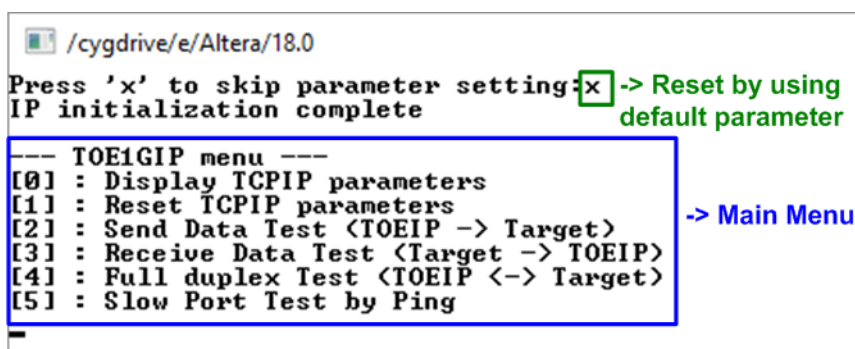 /cygdrive/e/Altera/18.0
Press 'x' to skip parameter setting:x -> Reset by using
IP initialization complete default parameter
--- TOE1GIP menu ---
[0] : Display TCPIP parameters
[1] : Reset TCPIP parameters
[2] : Send Data Test (TOEIP -> Target) -> Main Menu
[3] : Receive Data Test (Target -> TOEIP)
[4] : Full duplex Test (TOEIP <-> Target)
[5] : Slow Port Test by Ping